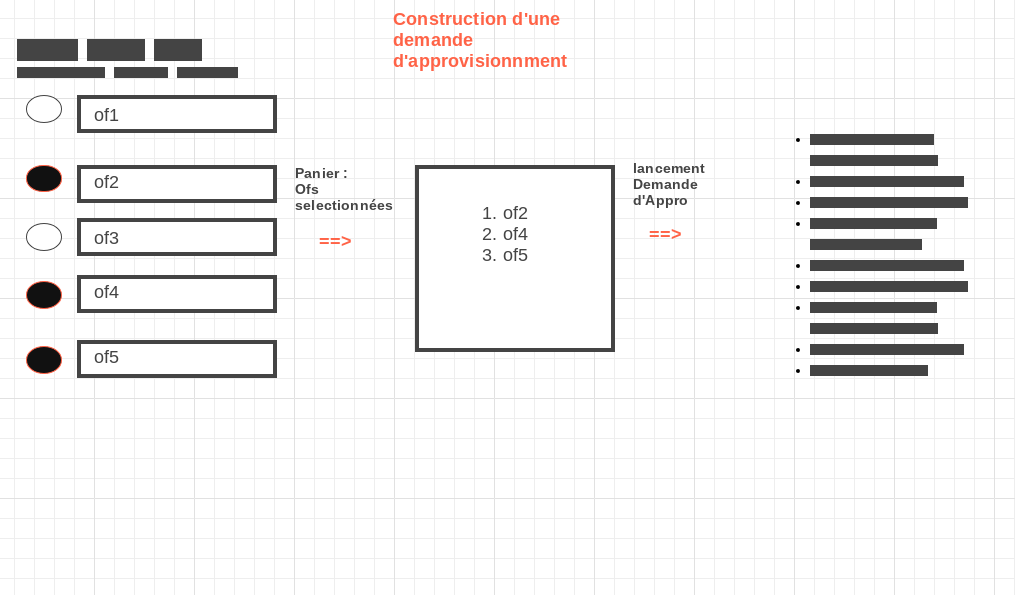 Construction d'une
demande
d'approvisionnment
of1
of2
of3
of4
of5
Panier :
Ofs
selectionnées
==>
1. of2
2. of4
3. of5
lancement
Demande
d'Appro
==>